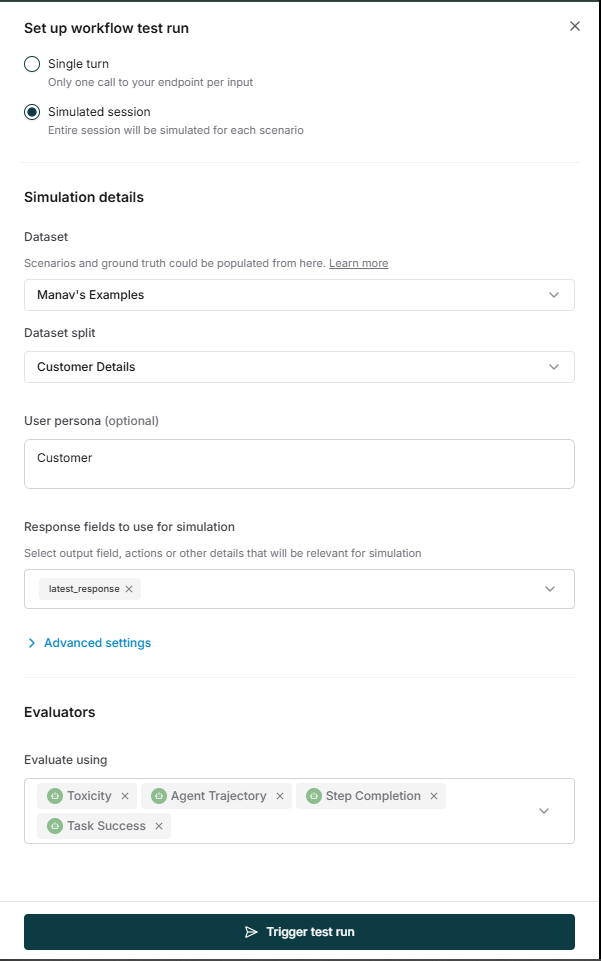 Set up workflow test run
Single turn
Only one call to your endpoint per input
Simulated session
Entire session will be simulated for each scenario
Simulation details
Dataset
Scenarios and ground truth could be populated from here. Learn more
Manav's Examples
Dataset split
Customer Details
User persona (optional)
Customer
Response fields to use for simulation
Select output field, actions or other details that will be relevant for simulation
latest_response
Advanced settings
Evaluators
Evaluate using
Toxicity Agent Trajectory Step Completion
Task Success
Trigger test run